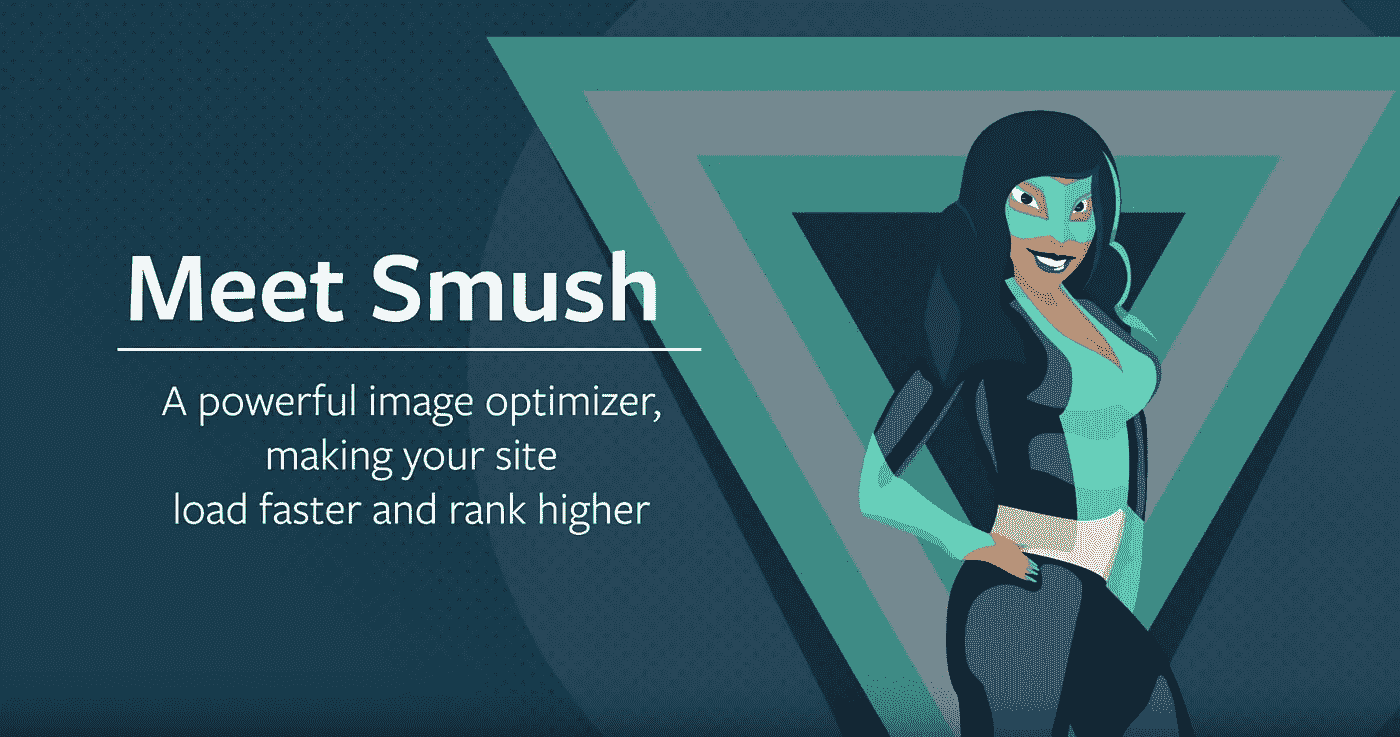 Meet Smush
A powerful image optimizer,
making your site
load faster and rank higher